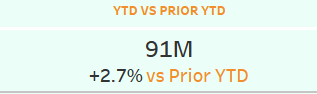 YTD VS PRIOR YTD
91M
+2.7% vs Prior YTD